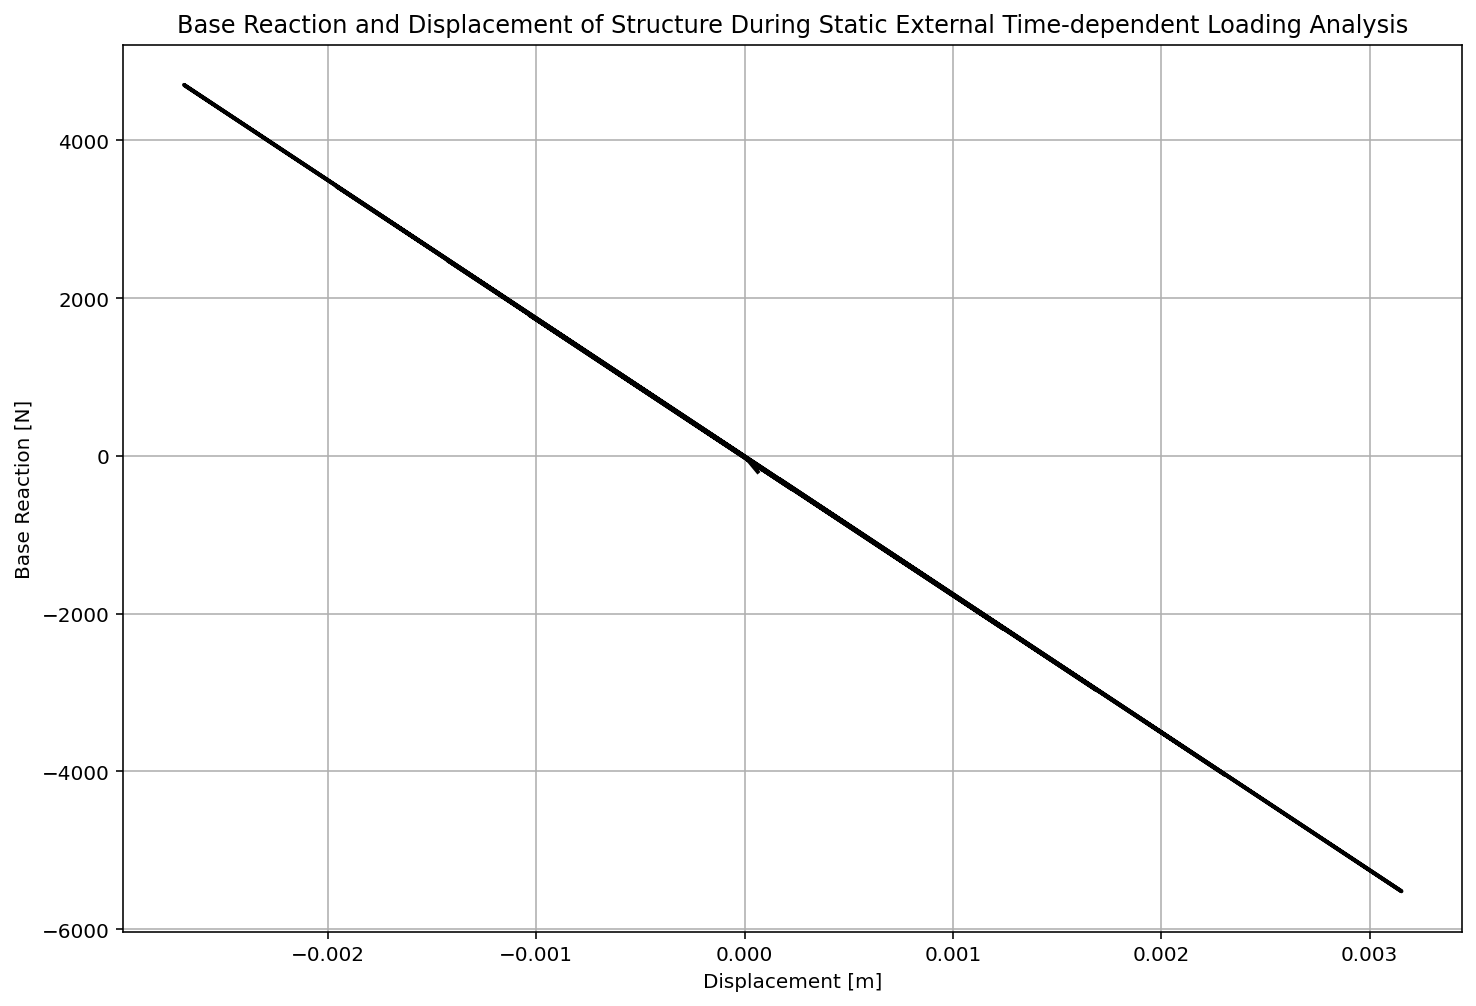 Base Reaction and Displacement of Structure During Static External Time-dependent Loading Analysis
4000
2000
0
−2000
−4000
−6000
Base Reaction [N]
−0.002 −0.001 0.000 0.001 0.002 0.003
Displacement [m]